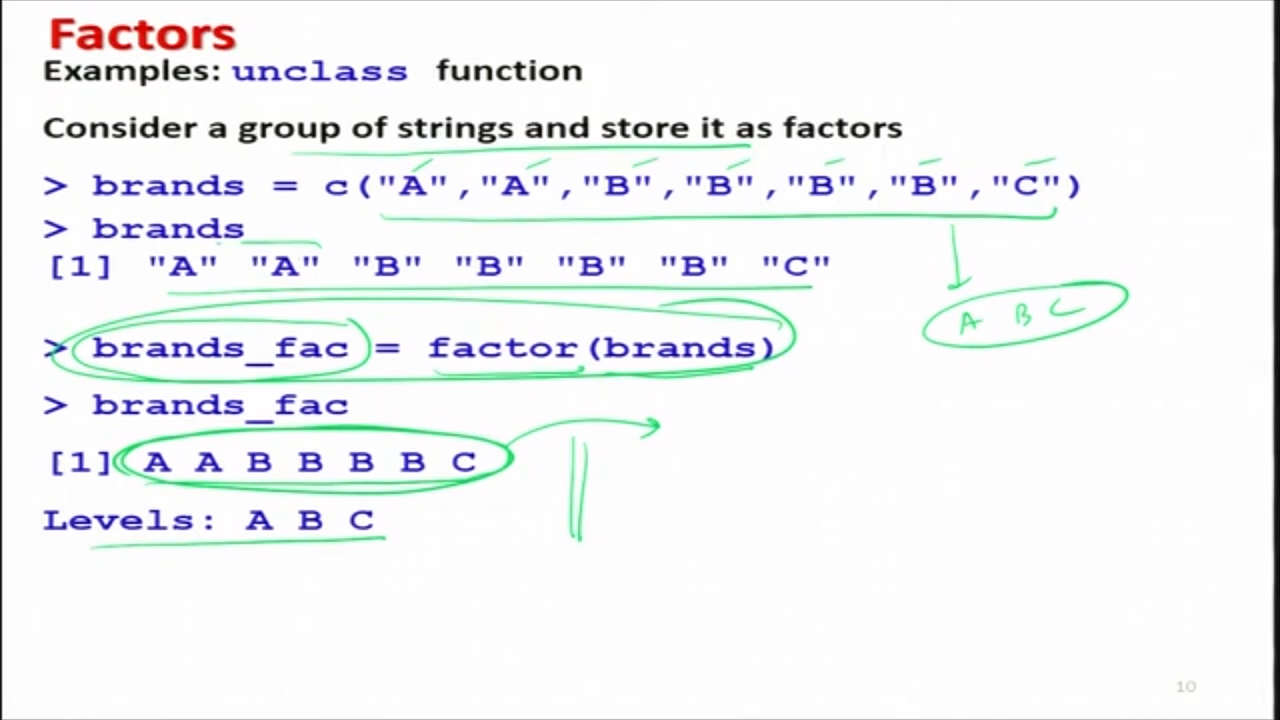 Factors
Examples: unclass function
Consider a group of strings and store it as factors
> brands = c("A","A","B","B","B","B","C")
> brands
[1] "A" "A" "B" "B" "B" "B" "C"
A B C
> brands_fac = factor(brands)
> brands_fac
[1] A A B B B B C
Levels: A B C
10